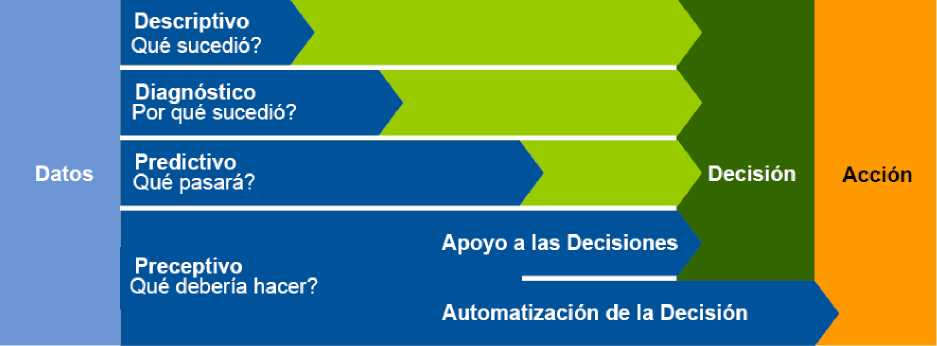 Datos
Descriptivo
Qué sucedió?
Diagnóstico
Por qué sucedió?
Predictivo
Qué pasará?
Preceptivo
Qué debería hacer?
Apoyo a las Decisiones
Automatización de la Decisión
Decisión
Acción